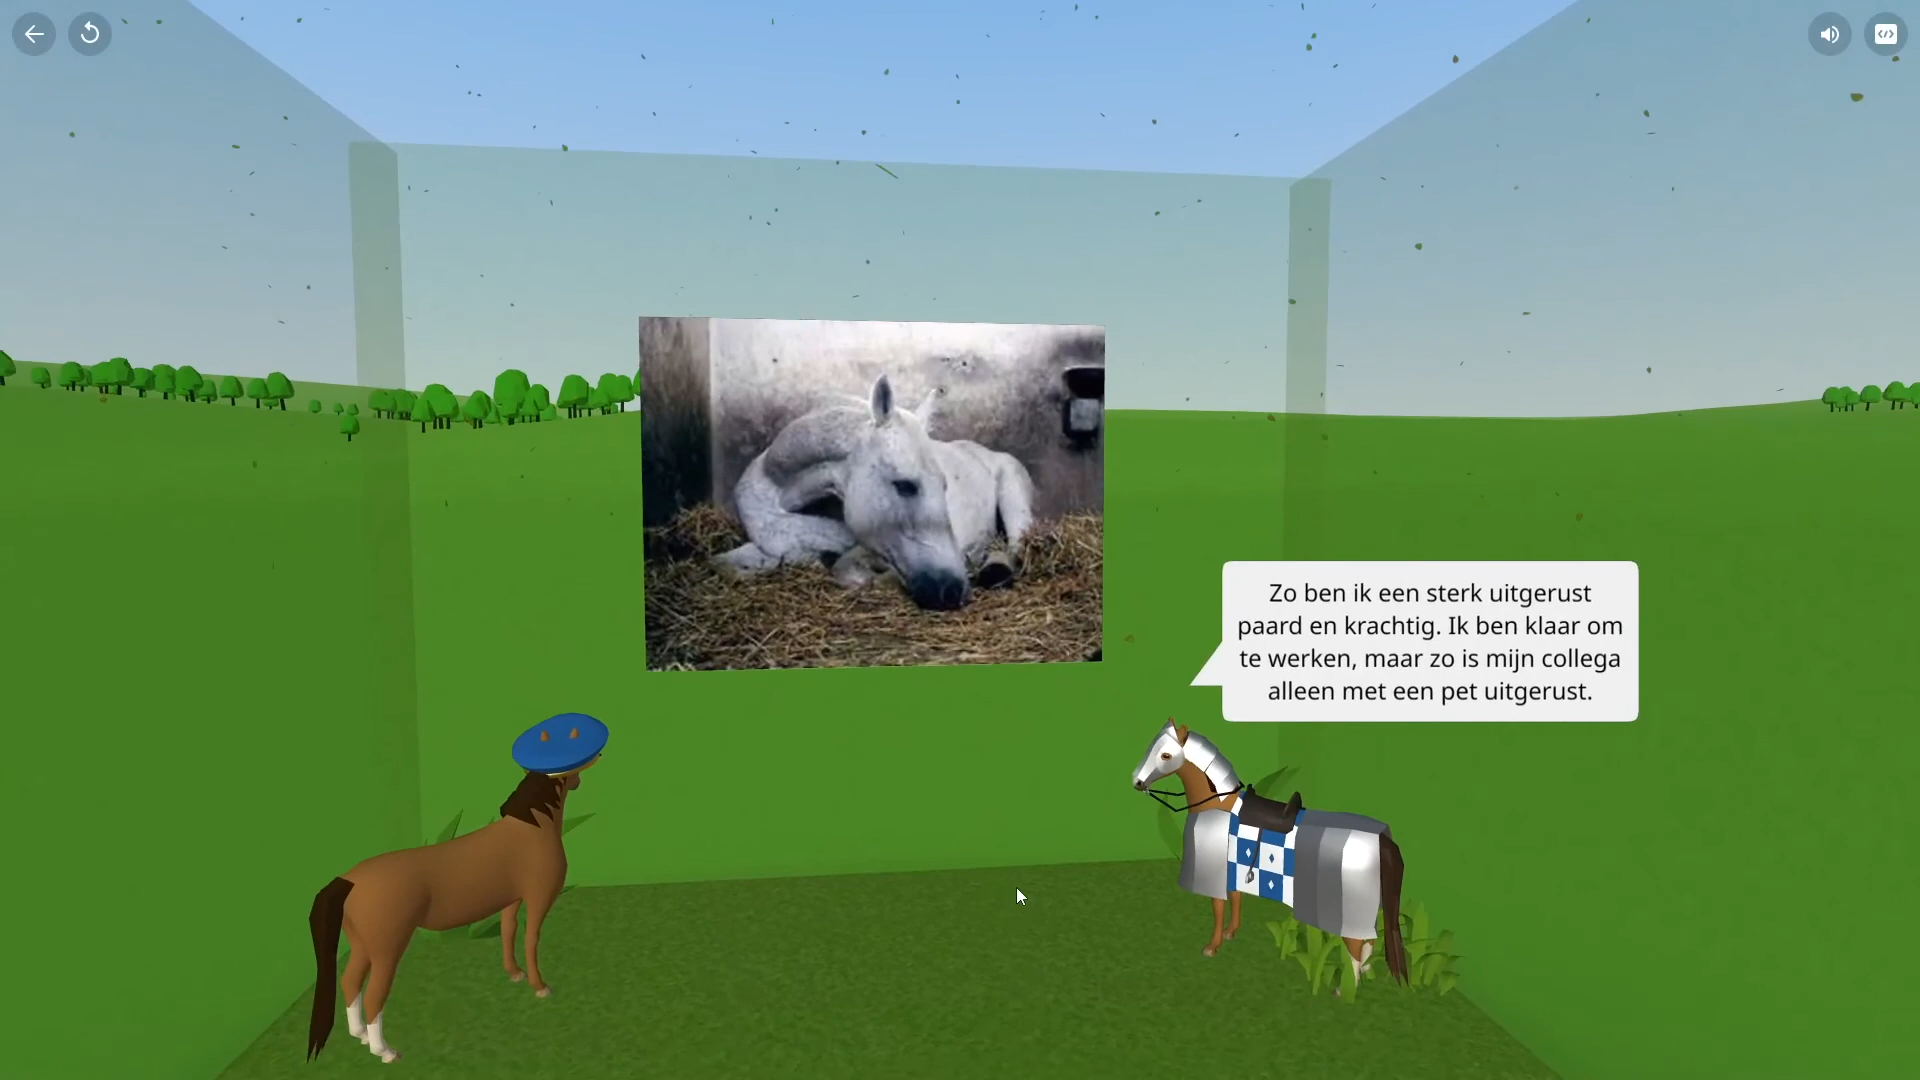 Zo ben ik een sterk uitgerust
paard en krachtig. Ik ben klaar om
te werken, maar zo is mijn collega
alleen met een pet uitgerust.